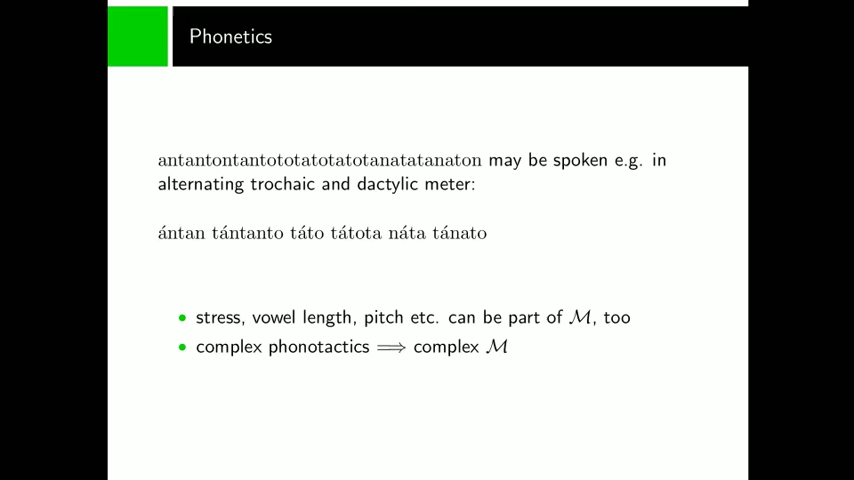 Phonetics
antantontantototatotatotanatatanaton may be spoken e.g. in
alternating trochaic and dactylic meter:
ántan tántanto táto tátota náta tánato
• stress, vowel length, pitch etc. can be part of ℳ, too
• complex phonotactics ⟹ complex ℳ